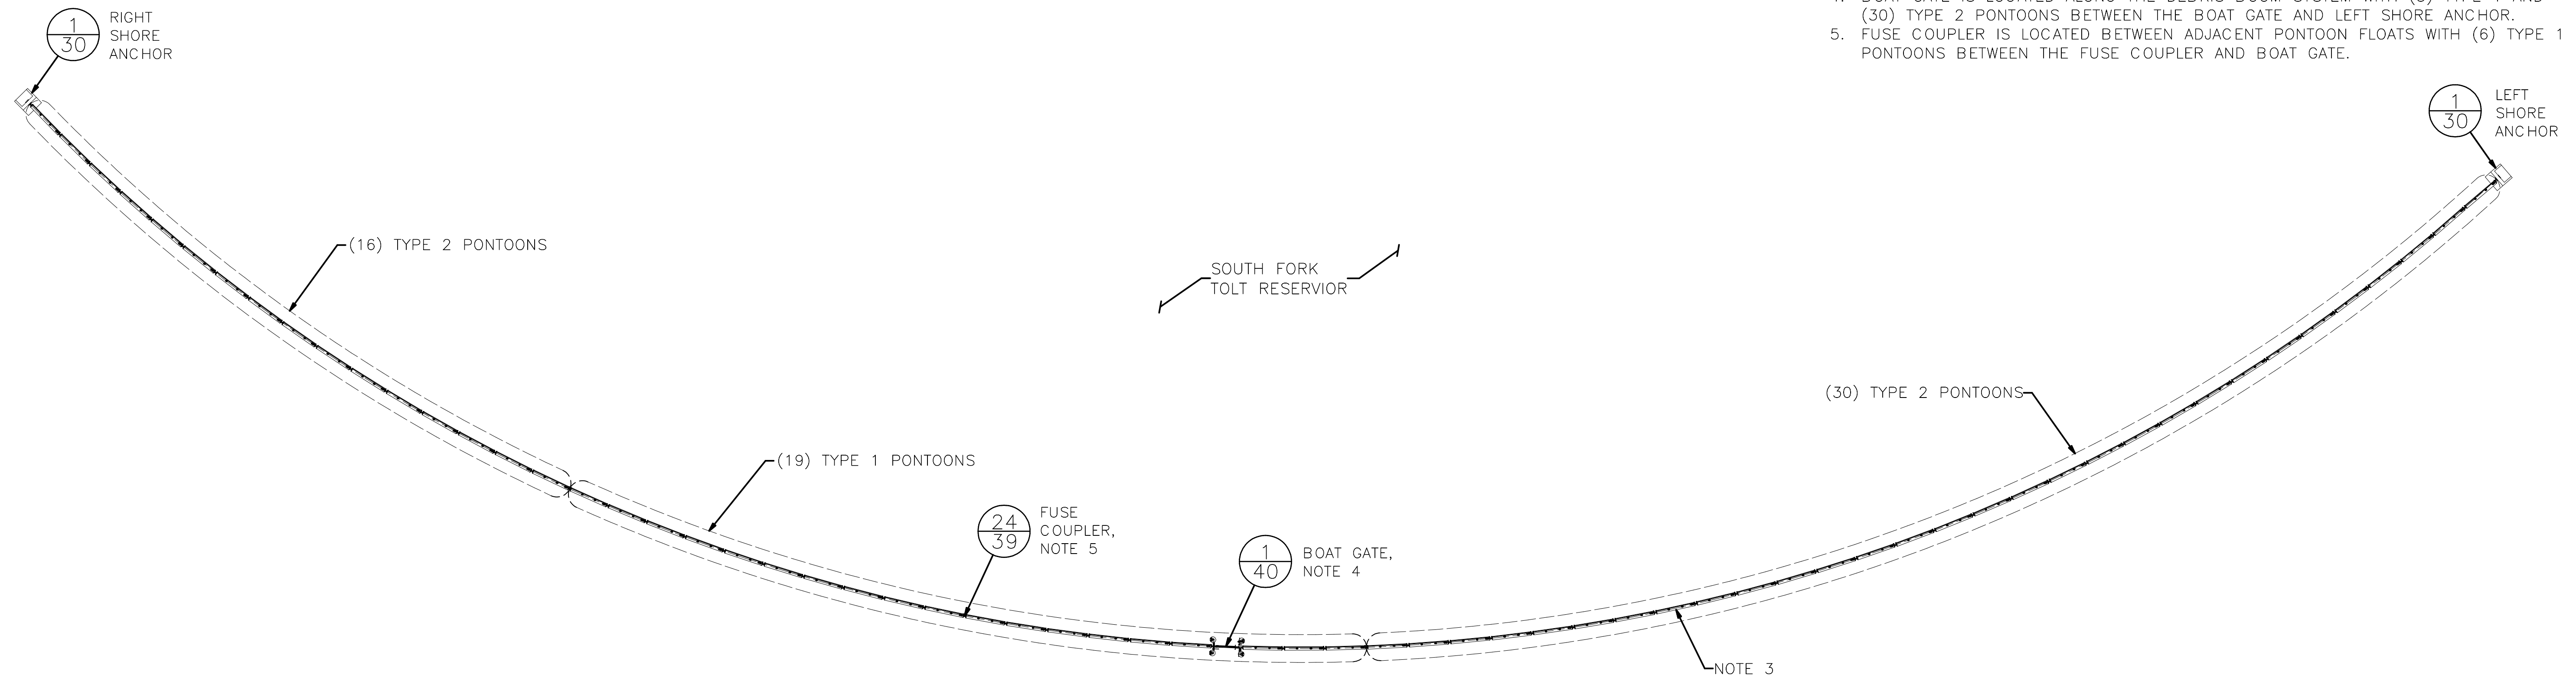 (30) TYPE 2 PONTOONS BETWEEN THE BOAT GATE AND LEFT SHORE ANCHOR.
5. FUSE COUPLER IS LOCATED BETWEEN ADJACENT PONTOON FLOATS WITH (6) TYPE 1
PONTOONS BETWEEN THE FUSE COUPLER AND BOAT GATE.
1
30
RIGHT
SHORE
ANCHOR
1
30
LEFT
SHORE
ANCHOR
(16) TYPE 2 PONTOONS
SOUTH FORK
TOLT RESERVIOR
(30) TYPE 2 PONTOONS
(19) TYPE 1 PONTOONS
24
39
FUSE
COUPLER,
NOTE 5
1
40
BOAT GATE,
NOTE 4
NOTE 3